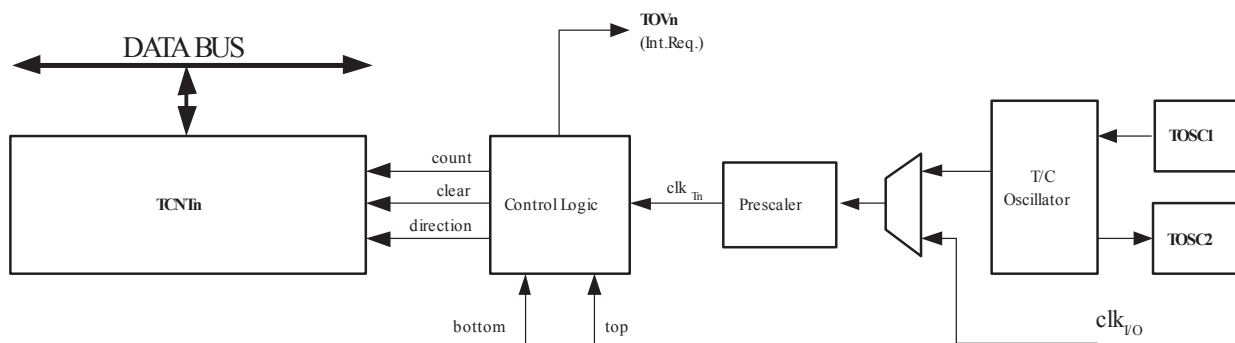 TOVn
(Int.Req.)
DATA BUS
TOSC1
count
T/C
Oscillator
TCNTn
clear
Control Logic
clk Tn
Prescaler
direction
TOSC2
bottom
top
clk I/O